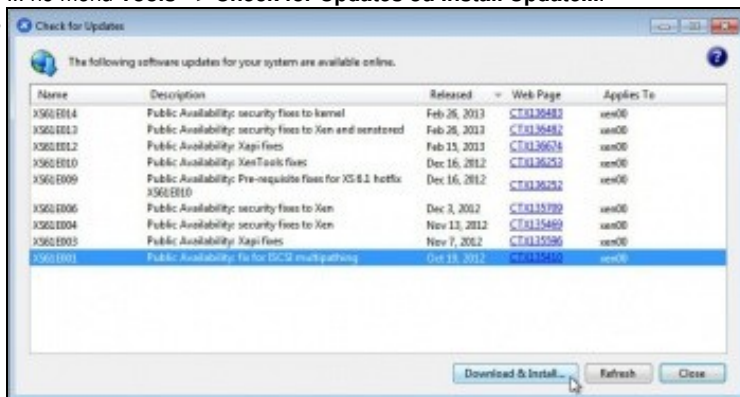 ... no menu Tools -> Check for Updates ou Install Update....
Check for Updates
The following software updates for your system are available online.
Name Description Released Web Page Applies To
XS61E014 Public Availability: security fixes to kernel Feb 26, 2013 CTX136483 xen00
XS61E013 Public Availability: security fixes to Xen and xenstored Feb 26, 2013 CTX136482 xen00
XS61E012 Public Availability: Xapi fixes Feb 15, 2013 CTX136674 xen00
XS61E010 Public Availability: XenTools fixes Dec 16, 2012 CTX136253 xen00
XS61E009 Public Availability: Pre-requisite fixes for XS 6.1 hotfix XS61E010 Dec 16, 2012 CTX136252 xen00
XS61E006 Public Availability: security fixes to Xen Dec 3, 2012 CTX135709 xen00
XS61E004 Public Availability: security fixes to Xen Nov 13, 2012 CTX135469 xen00
XS61E003 Public Availability: Xapi fixes Nov 7, 2012 CTX135596 xen00
XS61E001 Public Availability: fix for ISCSI multipathing Oct 19, 2012 CTX135410 xen00
Download & Install... Refresh Close